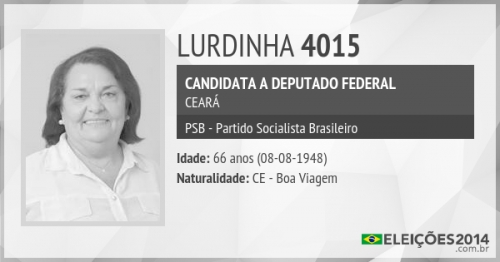 LURDINHA 4015
CANDIDATA A DEPUTADO FEDERAL
CEARÁ
PSB - Partido Socialista Brasileiro
Idade: 66 anos (08-08-1948)
Naturalidade: CE - Boa Viagem
ELEIÇÕES2014
.com.br